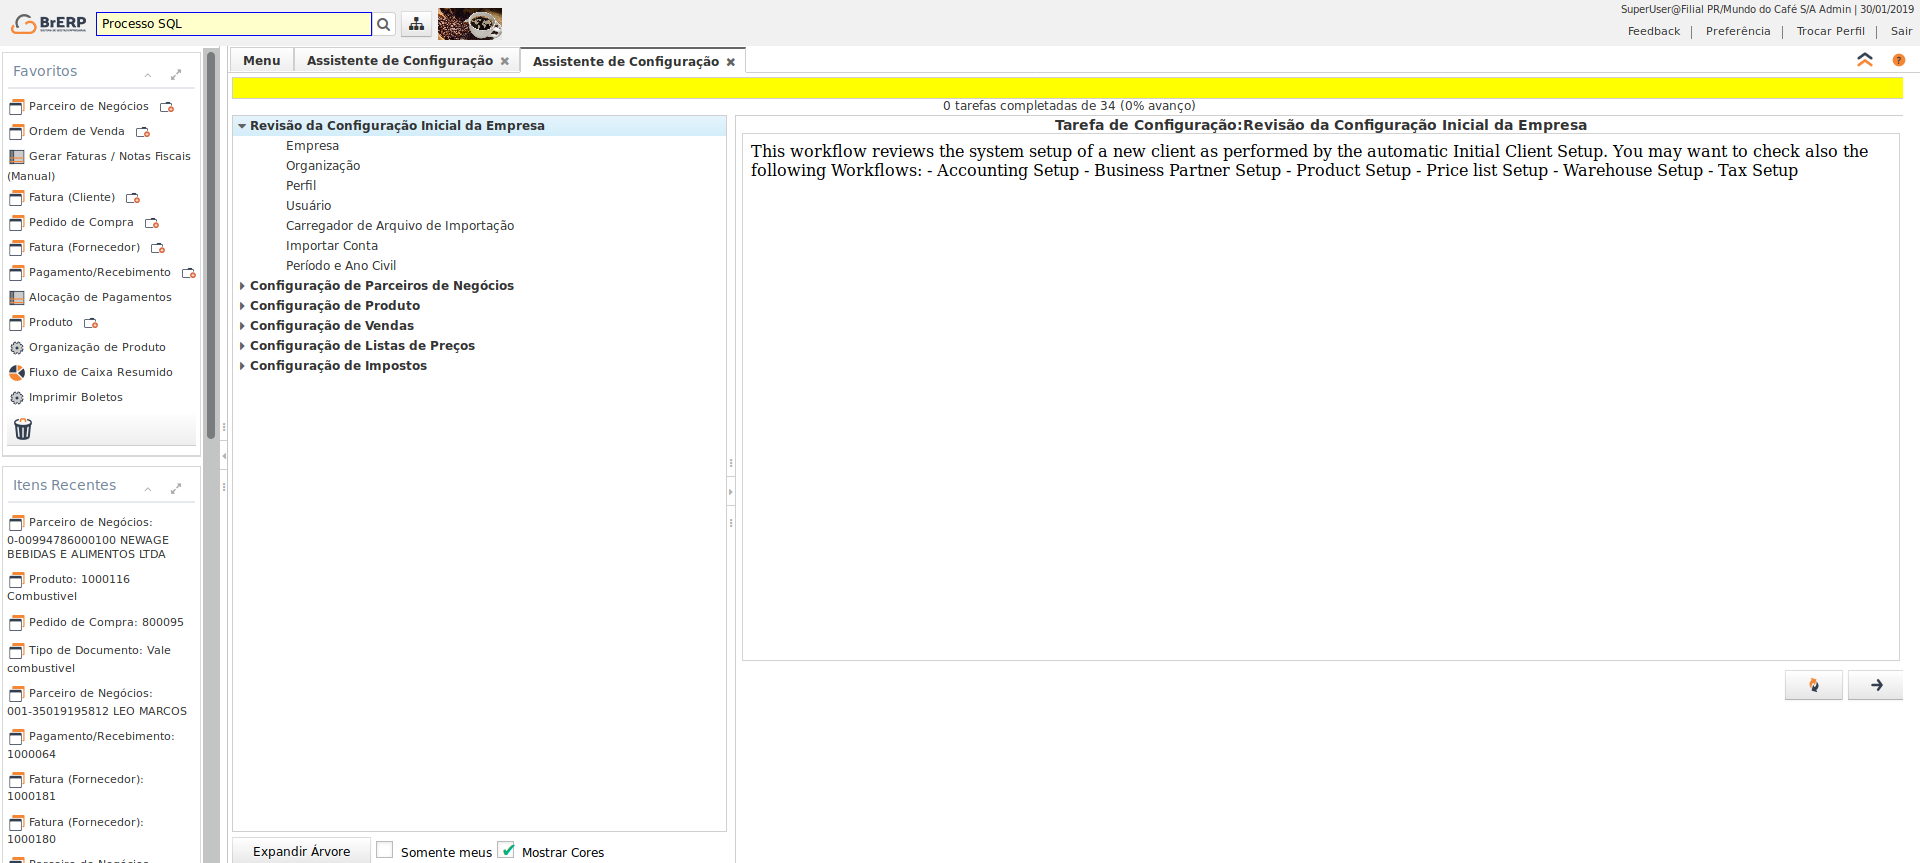 BrERP
Processo SQL
SuperUser@Filial PR/Mundo do Café S/A Admin | 30/01/2019
Feedback | Preferência | Trocar Perfil | Sair
Favoritos
Parceiro de Negócios
Ordem de Venda
Gerar Faturas / Notas Fiscais
(Manual)
Fatura (Cliente)
Pedido de Compra
Fatura (Fornecedor)
Pagamento/Recebimento
Alocação de Pagamentos
Produto
Organização de Produto
Fluxo de Caixa Resumido
Imprimir Boletos
Itens Recentes
Parceiro de Negócios:
0-00994786000100 NEWAGE
BEBIDAS E ALIMENTOS LTDA
Produto: 1000116
Combustivel
Pedido de Compra: 800095
Tipo de Documento: Vale
combustivel
Parceiro de Negócios:
001-35019195812 LEO MARCOS
Pagamento/Recebimento:
1000064
Fatura (Fornecedor):
1000181
Fatura (Fornecedor):
1000180
Menu
Assistente de Configuração
Assistente de Configuração
0 tarefas completadas de 34 (0% avanço)
Revisão da Configuração Inicial da Empresa
Empresa
Organização
Perfil
Usuário
Carregador de Arquivo de Importação
Importar Conta
Período e Ano Civil
Configuração de Parceiros de Negócios
Configuração de Produto
Configuração de Vendas
Configuração de Listas de Preços
Configuração de Impostos
Expandir Árvore
Somente meus
Mostrar Cores
Tarefa de Configuração:Revisão da Configuração Inicial da Empresa
This workflow reviews the system setup of a new client as performed by the automatic Initial Client Setup. You may want to check also the
following Workflows: - Accounting Setup - Business Partner Setup - Product Setup - Price list Setup - Warehouse Setup - Tax Setup